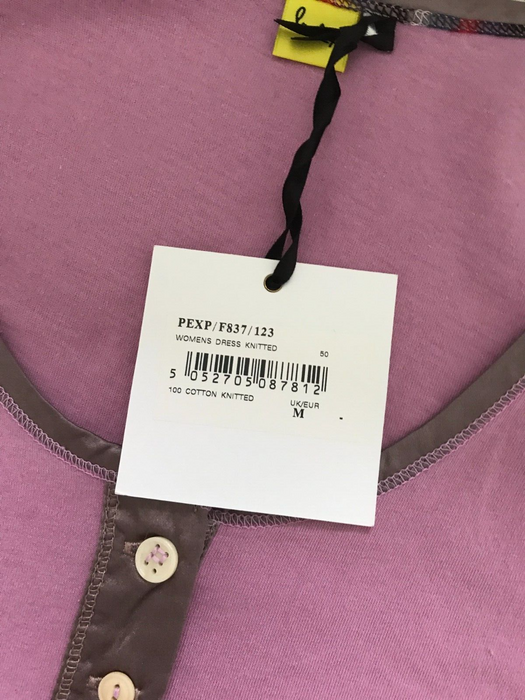 PEXP/F837/123
WOMENS DRESS KNITTED 50
5 052705 087812
100 COTTON KNITTED UK/EUR
M -